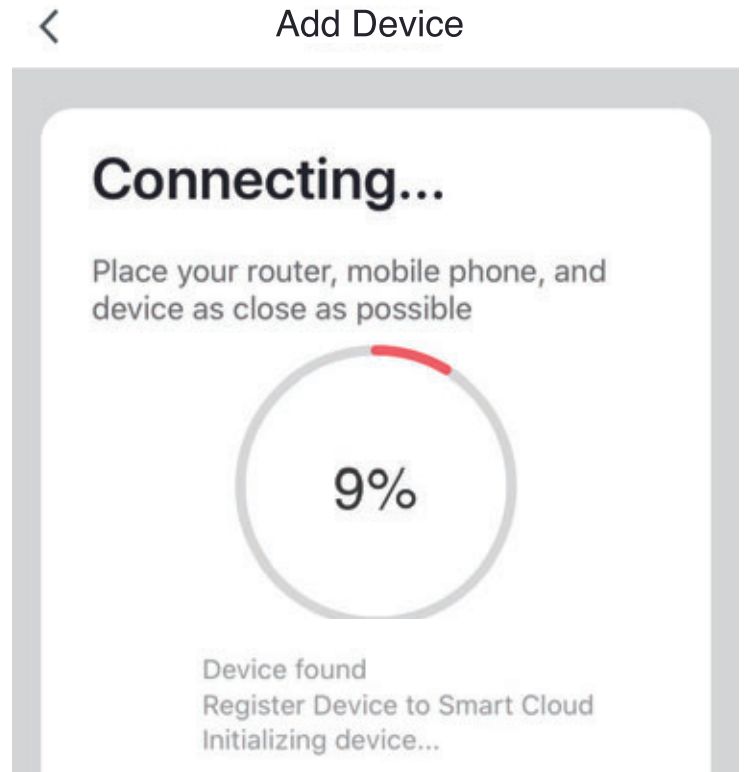 Add Device
Connecting...
Place your router, mobile phone, and
device as close as possible
9%
Device found
Register Device to Smart Cloud
Initializing device...